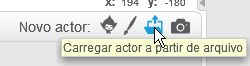 x: 194 y: -180
Novo actor:
Carregar actor a partir de arquivo